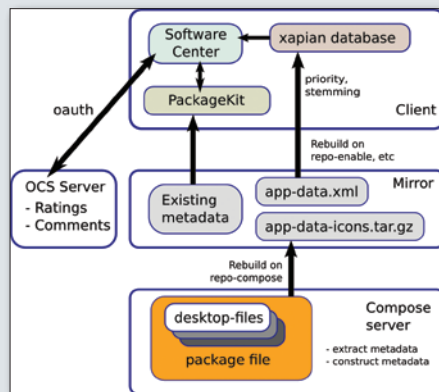 Software
Center
xapian database
oauth
PackageKit
priority,
stemming
Client
Rebuild on
repo-enable, etc
OCS Server
- Ratings
- Comments
Existing
metadata
app-data.xml
Mirror
app-data-icons.tar.gz
Rebuild on
repo-compose
desktop-files
package file
Compose
server
- extract metadata
- construct metadata